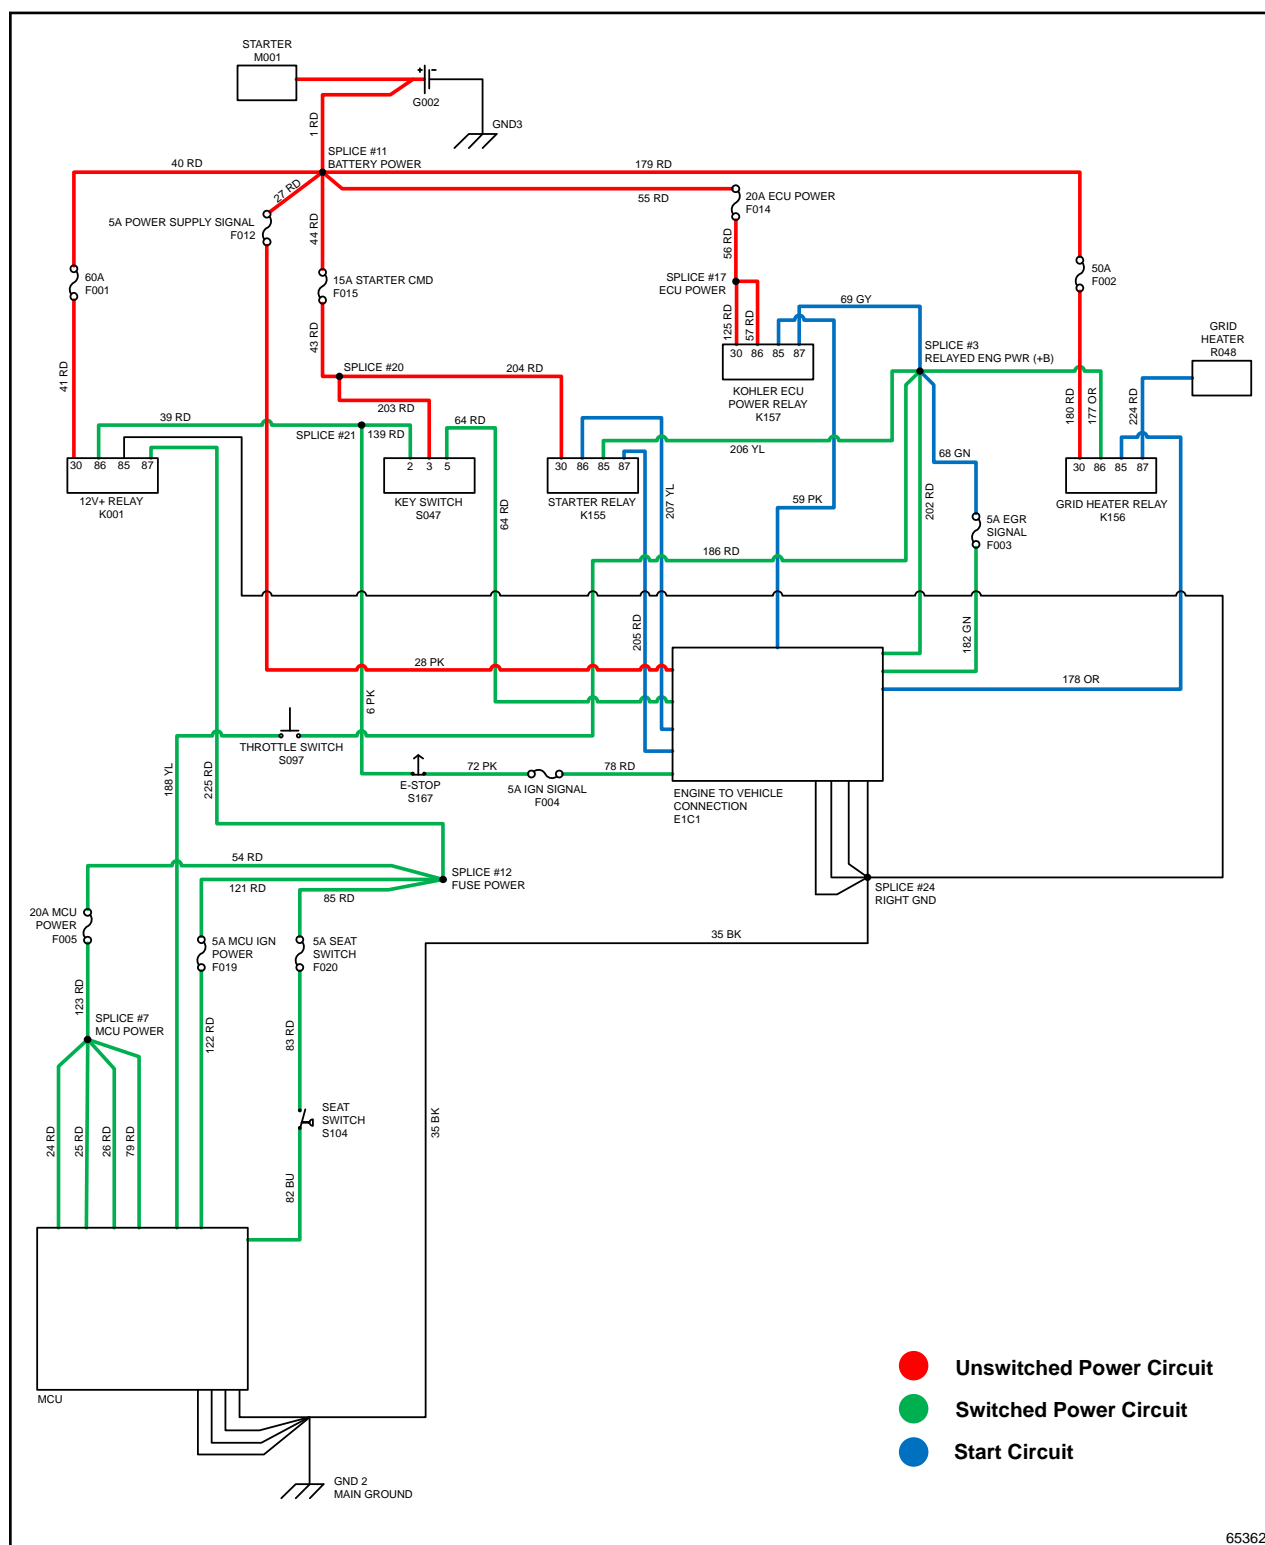 STARTER
M001
+ -
G002
GND3
1 RD
SPLICE #11
BATTERY POWER
40 RD
179 RD
27 RD
55 RD
5A POWER SUPPLY SIGNAL
F012
44 RD
20A ECU POWER
F014
56 RD
60A
F001
15A STARTER CMD
F015
SPLICE #17
ECU POWER
50A
F002
69 GY
125 RD
57 RD
43 RD
41 RD
30 86 85 87
KOHLER ECU
POWER RELAY
K157
SPLICE #3
RELAYED ENG PWR (+B)
GRID
HEATER
R048
SPLICE #20
204 RD
203 RD
180 RD
177 OR
224 RD
39 RD
SPLICE #21
139 RD
64 RD
206 YL
68 GN
30 86 85 87
12V+ RELAY
K001
2 3 5
KEY SWITCH
S047
30 86 85 87
STARTER RELAY
K155
30 86 85 87
GRID HEATER RELAY
K156
64 RD
207 YL
59 PK
202 RD
5A EGR
SIGNAL
F003
186 RD
205 RD
182 GN
28 PK
178 OR
6 PK
THROTTLE SWITCH
S097
188 YL
225 RD
72 PK
78 RD
E-STOP
S167
5A IGN SIGNAL
F004
ENGINE TO VEHICLE
CONNECTION
E1C1
54 RD
SPLICE #12
FUSE POWER
121 RD
85 RD
SPLICE #24
RIGHT GND
20A MCU
POWER
F005
5A MCU IGN
POWER
F019
5A SEAT
SWITCH
F020
35 BK
123 RD
SPLICE #7
MCU POWER
122 RD
83 RD
SEAT
SWITCH
S104
24 RD
25 RD
26 RD
79 RD
35 BK
82 BU
MCU
Unswitched Power Circuit
Switched Power Circuit
Start Circuit
GND 2
MAIN GROUND
65362